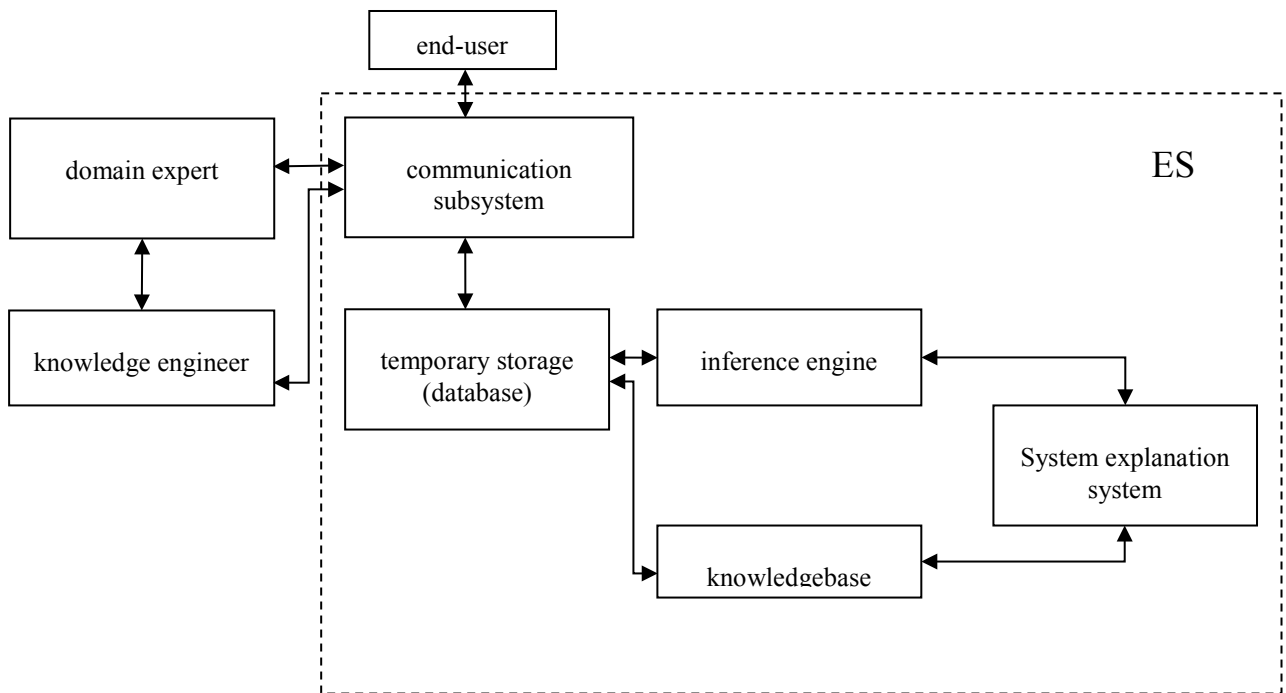 end-user
ES
domain expert
communication
subsystem
knowledge engineer
temporary storage
(database)
inference engine
System explanation
system
knowledgebase